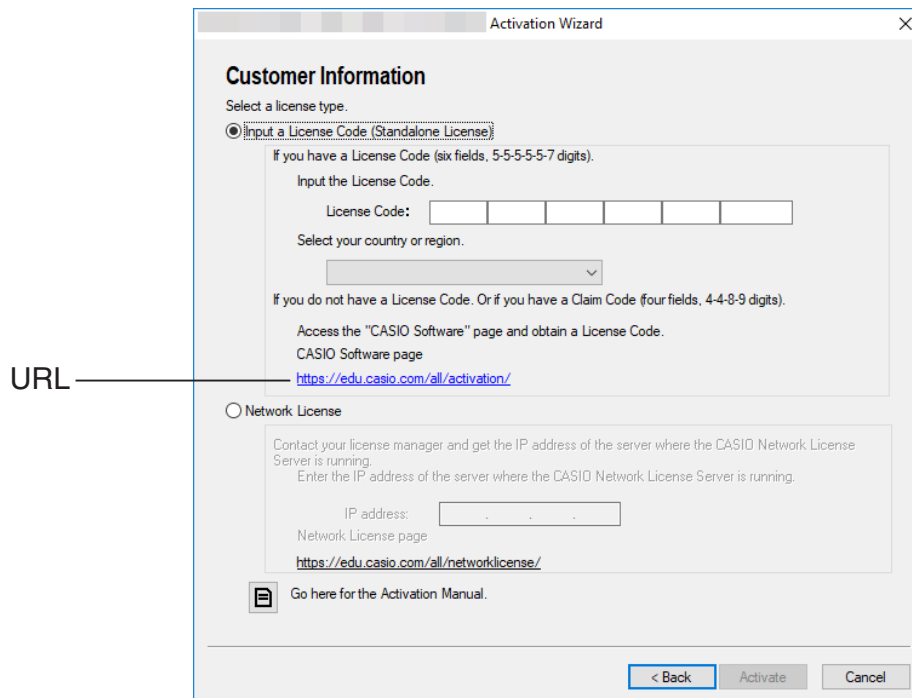 Activation Wizard
Customer Information
Select a license type.
Input a License Code (Standalone License)
If you have a License Code (six fields, 5-5-5-5-5-7 digits).
Input the License Code.
License Code:
Select your country or region.
If you do not have a License Code. Or if you have a Claim Code (four fields, 4-4-8-9 digits).
Access the "CASIO Software" page and obtain a License Code.
CASIO Software page
URL
https://edu.casio.com/all/activation/
Network License
Contact your license manager and get the IP address of the server where the CASIO Network License
Server is running.
Enter the IP address of the server where the CASIO Network License Server is running.
IP address: . . .
Network License page
https://edu.casio.com/all/networklicense/
Go here for the Activation Manual.
< Back Activate Cancel